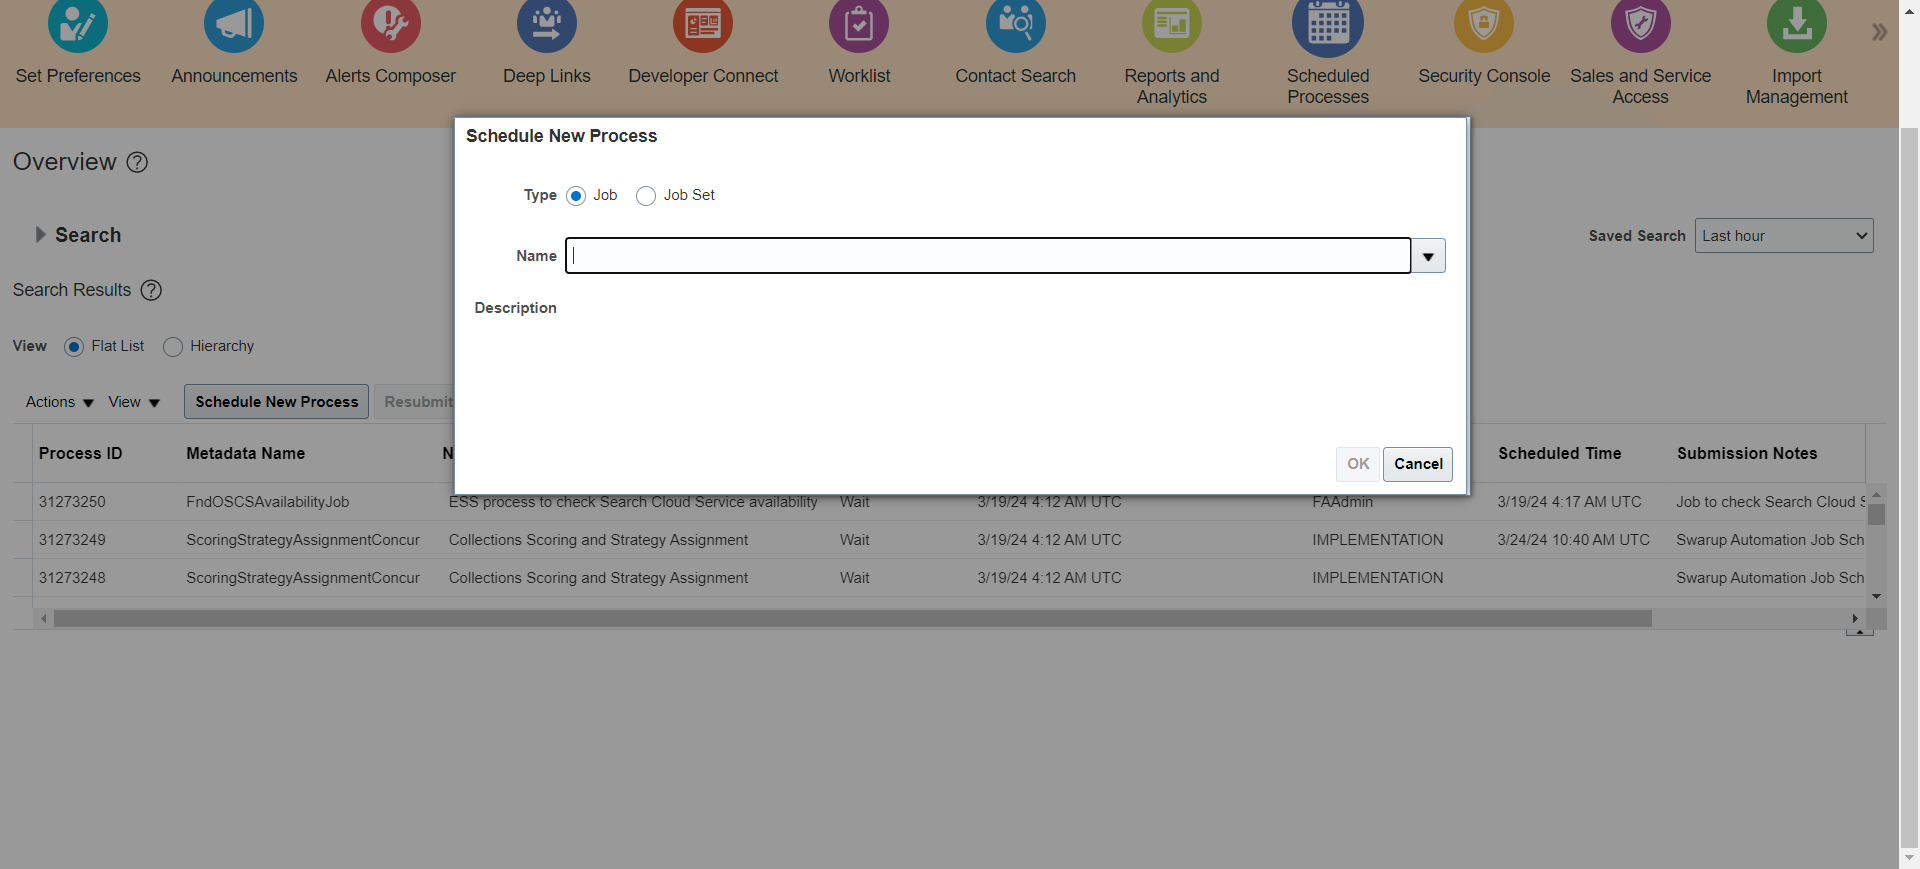 Set Preferences
Announcements
Alerts Composer
Deep Links
Developer Connect
Worklist
Contact Search
Reports and
Analytics
Scheduled
Processes
Security Console
Sales and Service
Access
Import
Management
Overview
Schedule New Process
Type Job Job Set
Name
Description
OK Cancel
Search
Saved Search Last hour
Search Results
View Flat List Hierarchy
Actions View Schedule New Process Resubmit
Process ID Metadata Name N Scheduled Time Submission Notes
31273250 FndOSCSAvailabilityJob ESS process to check Search Cloud Service availability Wait 3/19/24 4:12 AM UTC FAAdmin 3/19/24 4:17 AM UTC Job to check Search Cloud S
31273249 ScoringStrategyAssignmentConcur Collections Scoring and Strategy Assignment Wait 3/19/24 4:12 AM UTC IMPLEMENTATION 3/24/24 10:40 AM UTC Swarup Automation Job Sch
31273248 ScoringStrategyAssignmentConcur Collections Scoring and Strategy Assignment Wait 3/19/24 4:12 AM UTC IMPLEMENTATION Swarup Automation Job Sch